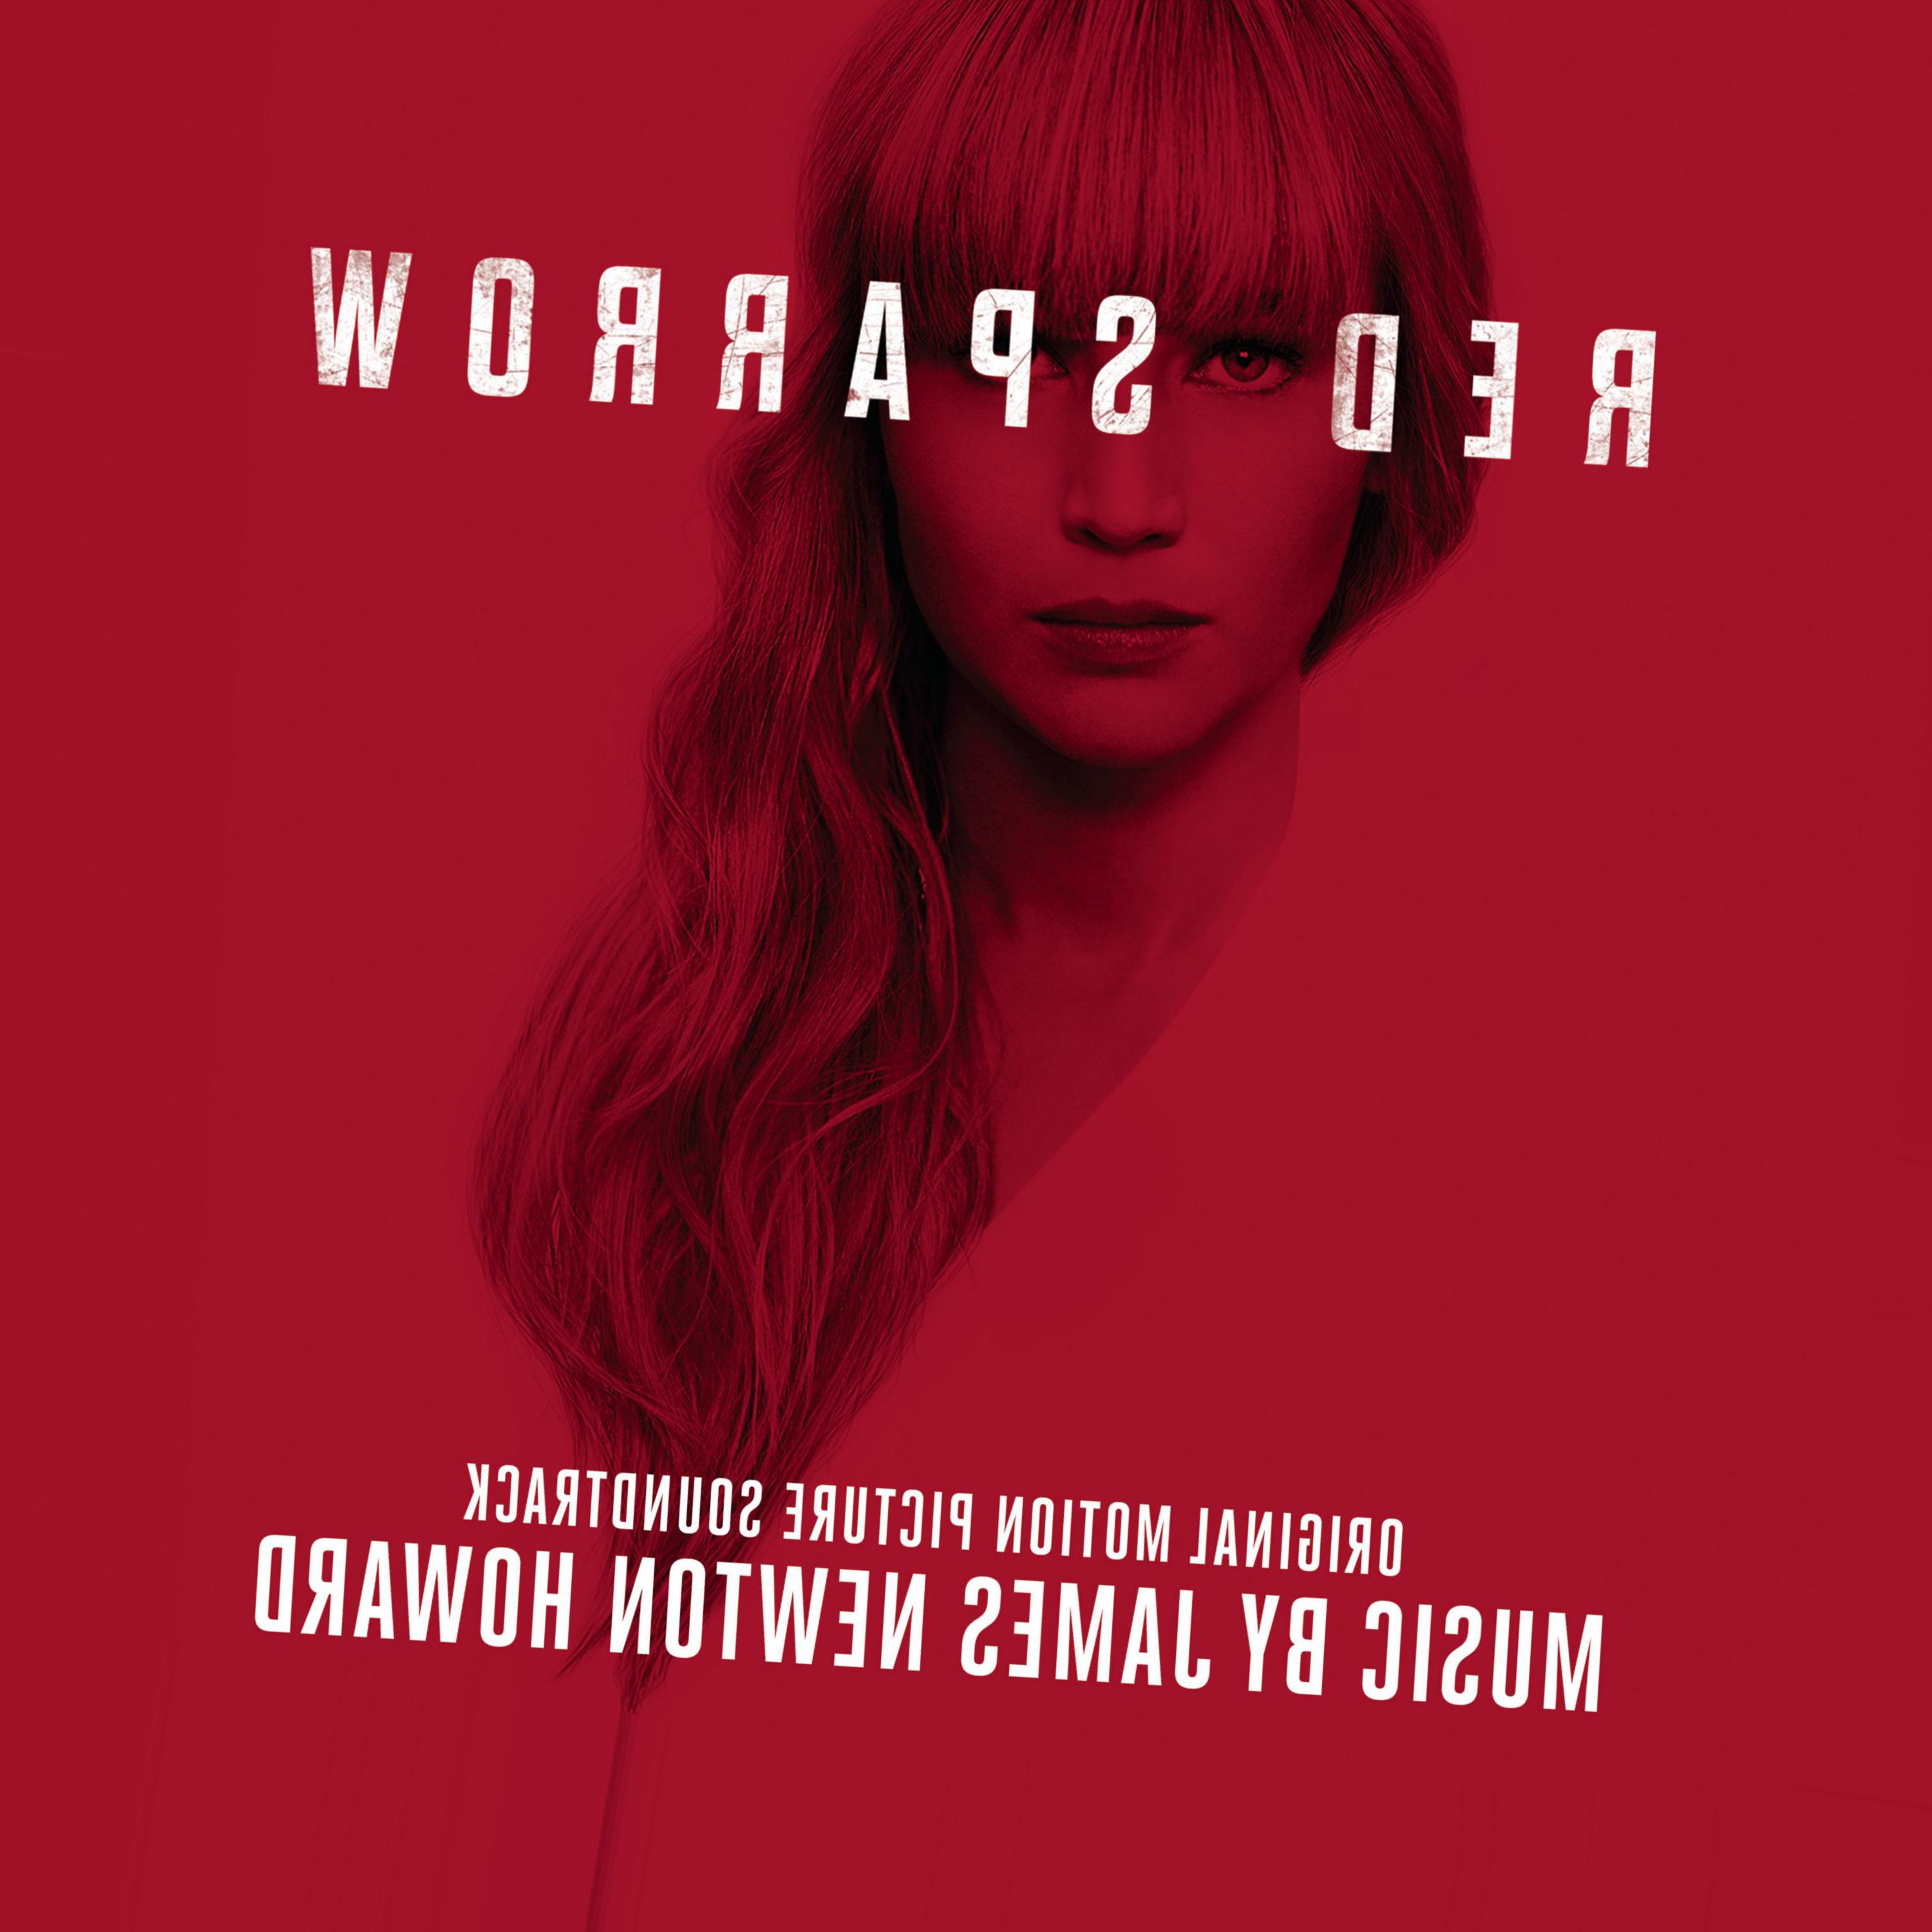 RED SPARROW
ORIGINAL MOTION PICTURE SOUNDTRACK
MUSIC BY JAMES NEWTON HOWARD